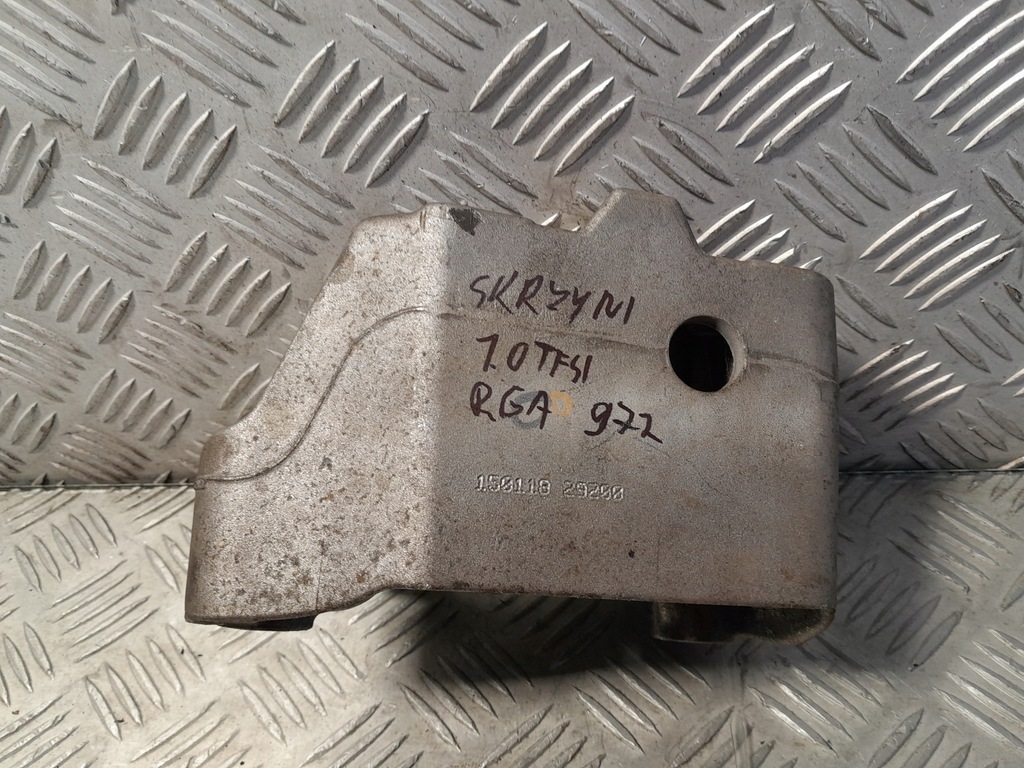 SKRZYNI
1.0TFSI
RGA 972
150118 29200